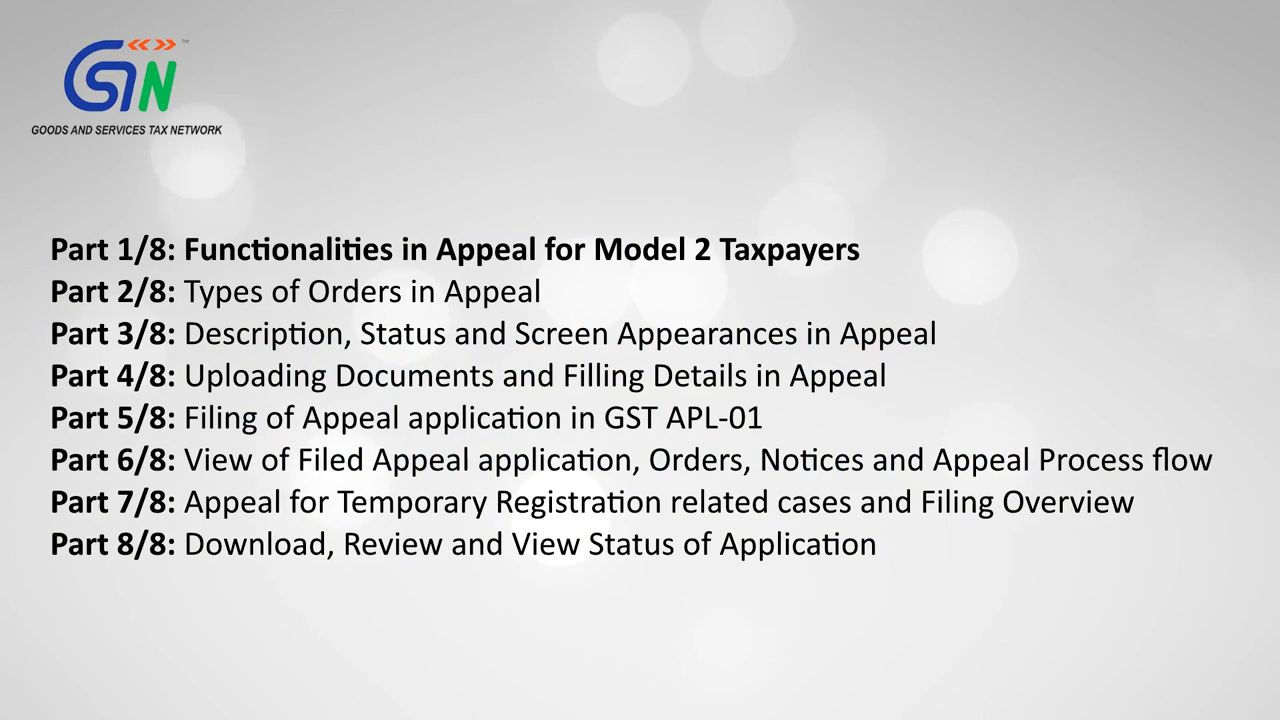 GSTN
™
GOODS AND SERVICES TAX NETWORK
Part 1/8: Functionalities in Appeal for Model 2 Taxpayers
Part 2/8: Types of Orders in Appeal
Part 3/8: Description, Status and Screen Appearances in Appeal
Part 4/8: Uploading Documents and Filling Details in Appeal
Part 5/8: Filing of Appeal application in GST APL-01
Part 6/8: View of Filed Appeal application, Orders, Notices and Appeal Process flow
Part 7/8: Appeal for Temporary Registration related cases and Filing Overview
Part 8/8: Download, Review and View Status of Application